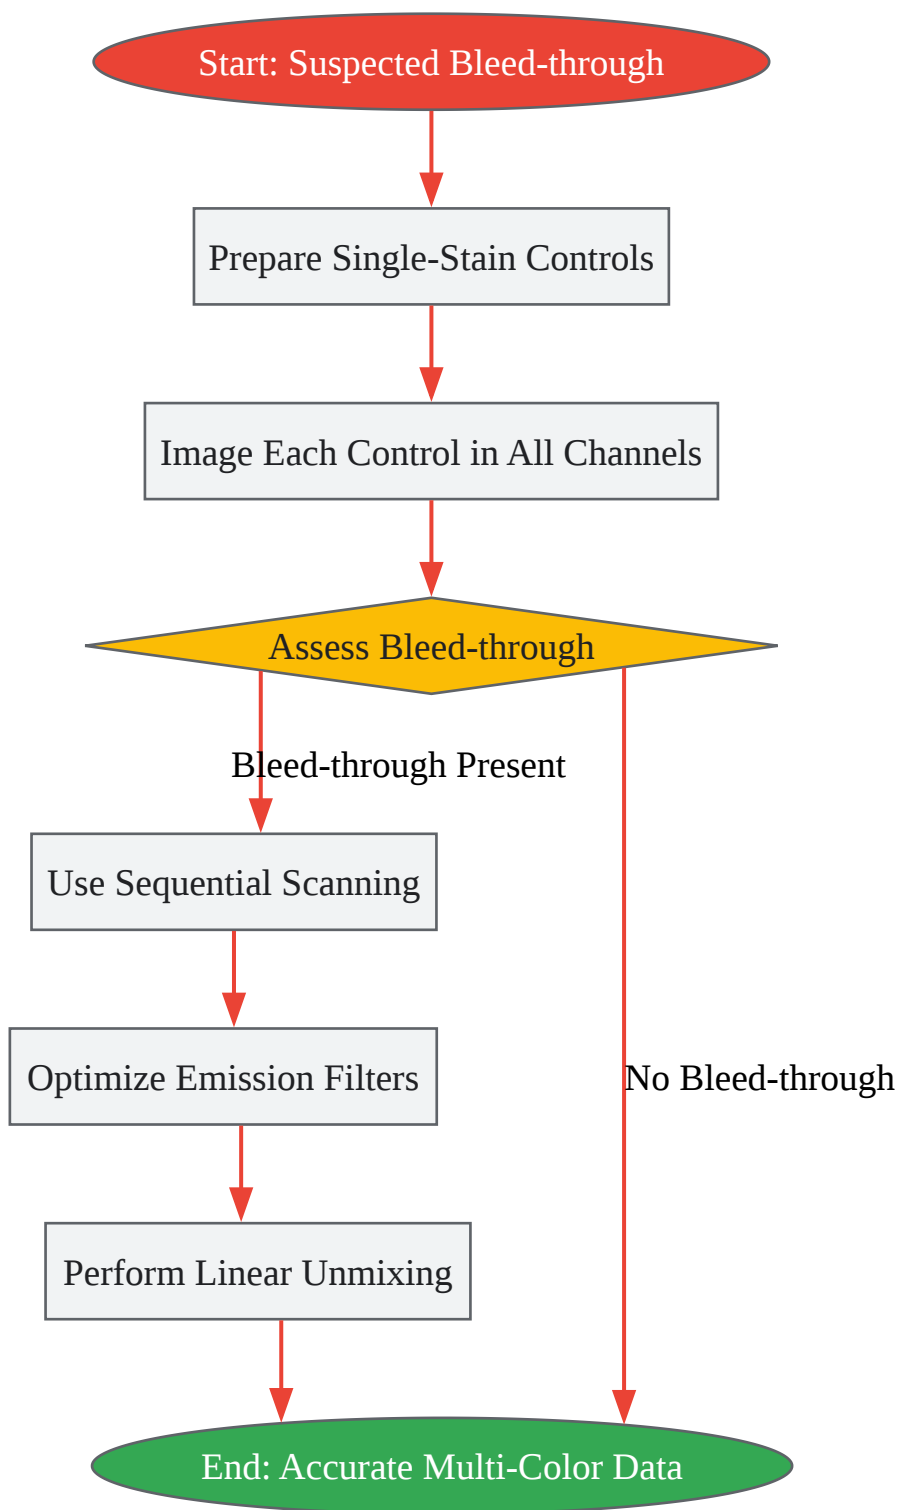 Start: Suspected Bleed-through
Prepare Single-Stain Controls
Image Each Control in All Channels
Assess Bleed-through
Bleed-through Present
Use Sequential Scanning
Optimize Emission Filters
No Bleed-through
Perform Linear Unmixing
End: Accurate Multi-Color Data